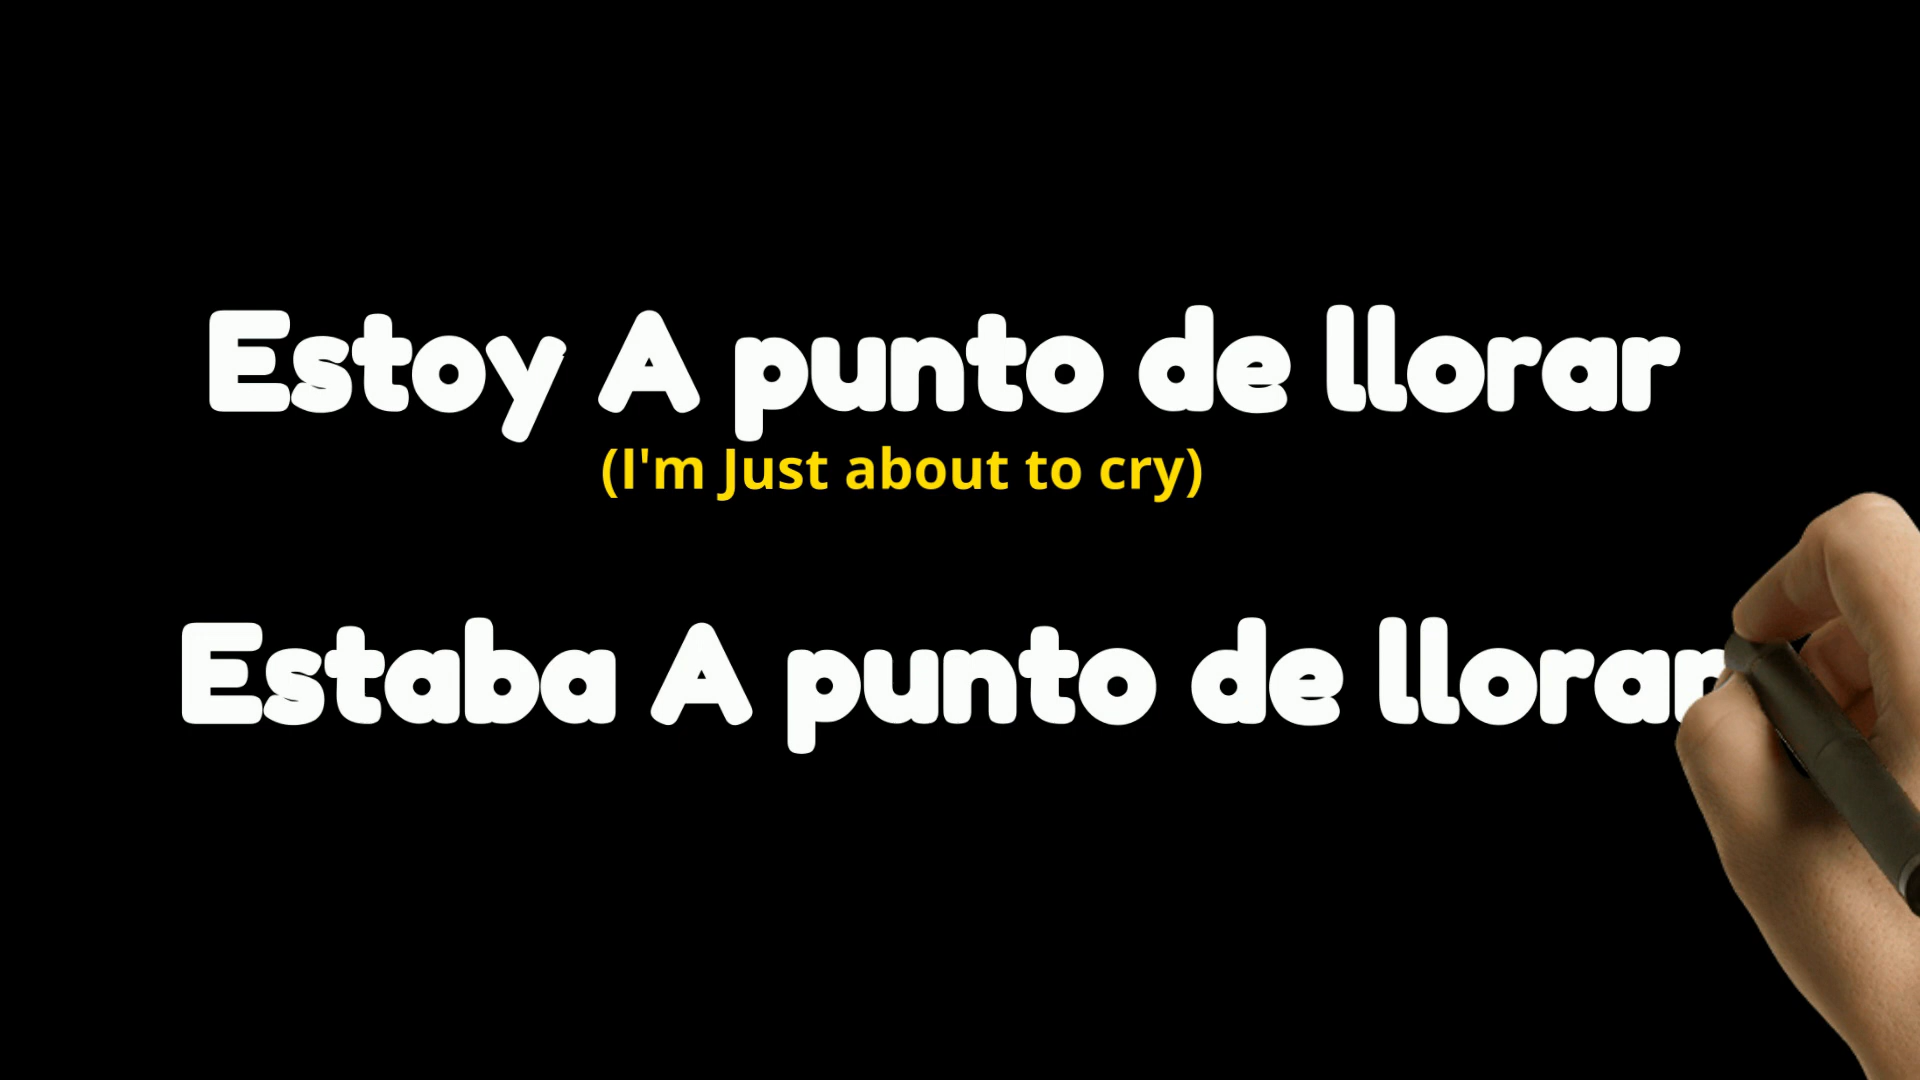 Estoy A punto de llorar
(I'm Just about to cry)
Estaba A punto de llorar